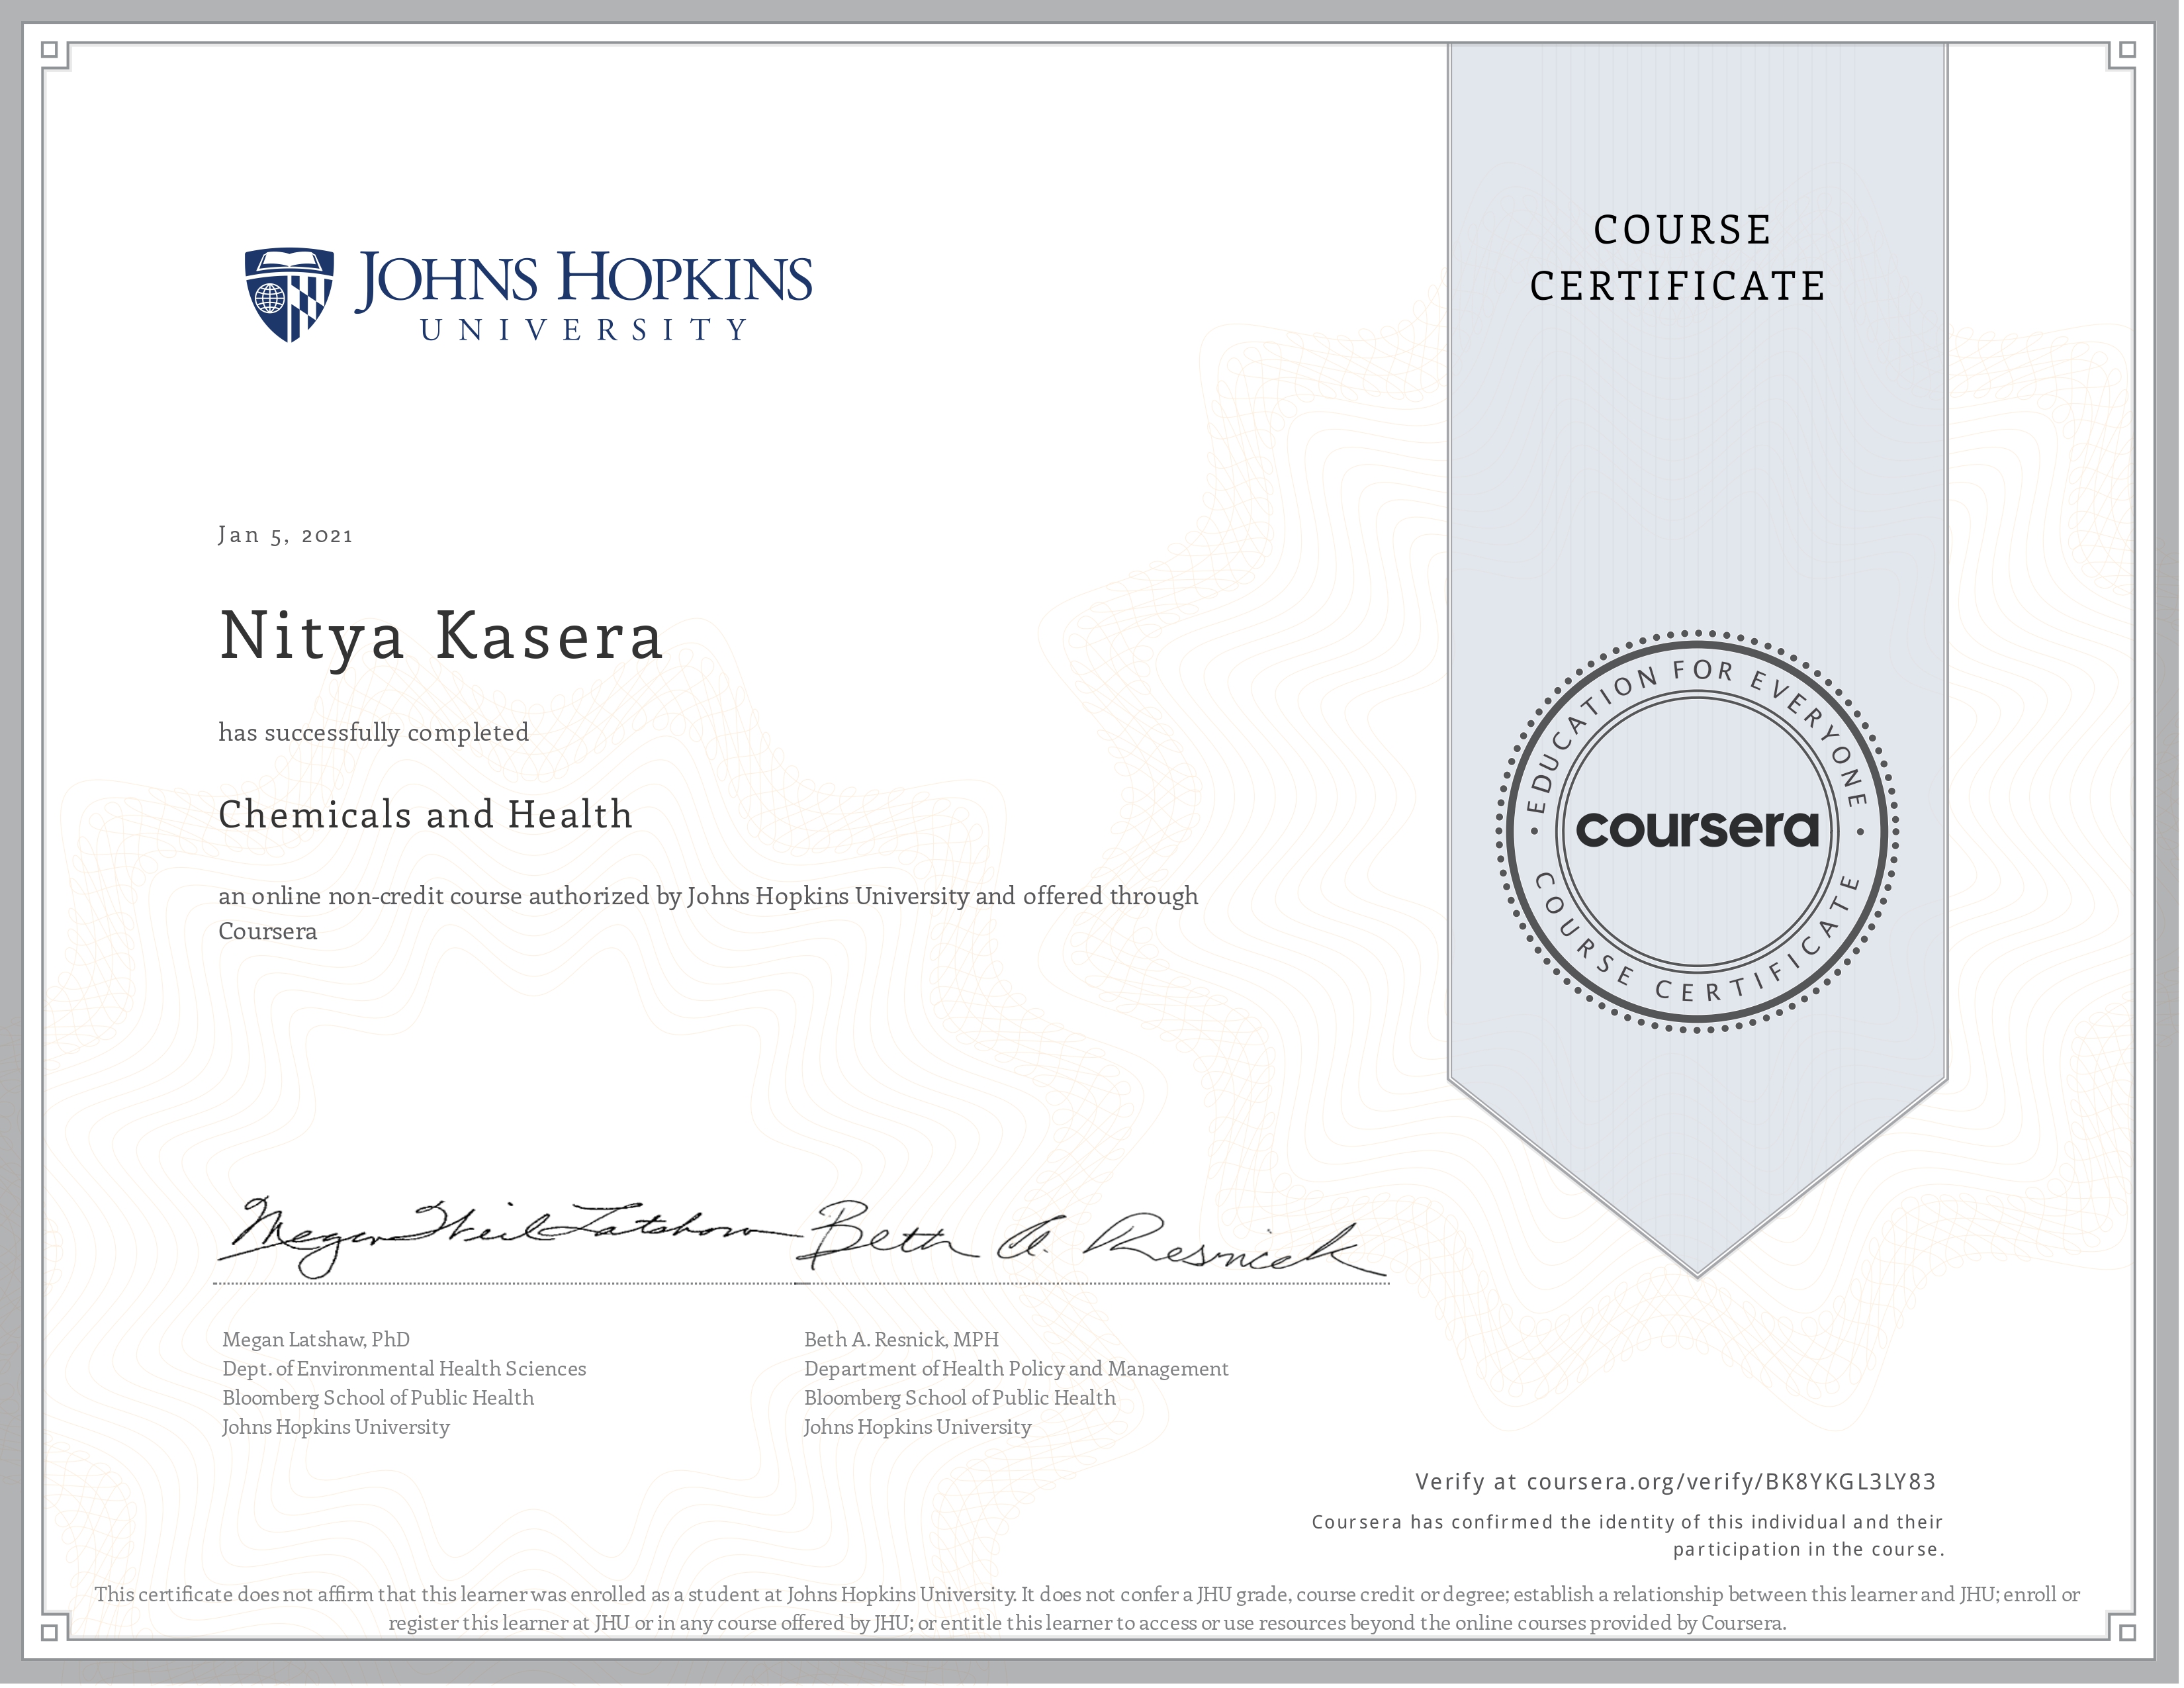 JOHNS HOPKINS
UNIVERSITY
COURSE
CERTIFICATE
Jan 5, 2021
Nitya Kasera
has successfully completed
Chemicals and Health
an online non-credit course authorized by Johns Hopkins University and offered through
Coursera
EDUCATION FOR EVERYONE
coursera
COURSE CERTIFICATE
Megan Weil Latshaw
Beth A. Resnick
Megan Latshaw, PhD
Dept. of Environmental Health Sciences
Bloomberg School of Public Health
Johns Hopkins University
Beth A. Resnick, MPH
Department of Health Policy and Management
Bloomberg School of Public Health
Johns Hopkins University
Verify at coursera.org/verify/BK8YKGL3LY83
Coursera has confirmed the identity of this individual and their
participation in the course.
This certificate does not affirm that this learner was enrolled as a student at Johns Hopkins University. It does not confer a JHU grade, course credit or degree; establish a relationship between this learner and JHU; enroll or
register this learner at JHU or in any course offered by JHU; or entitle this learner to access or use resources beyond the online courses provided by Coursera.